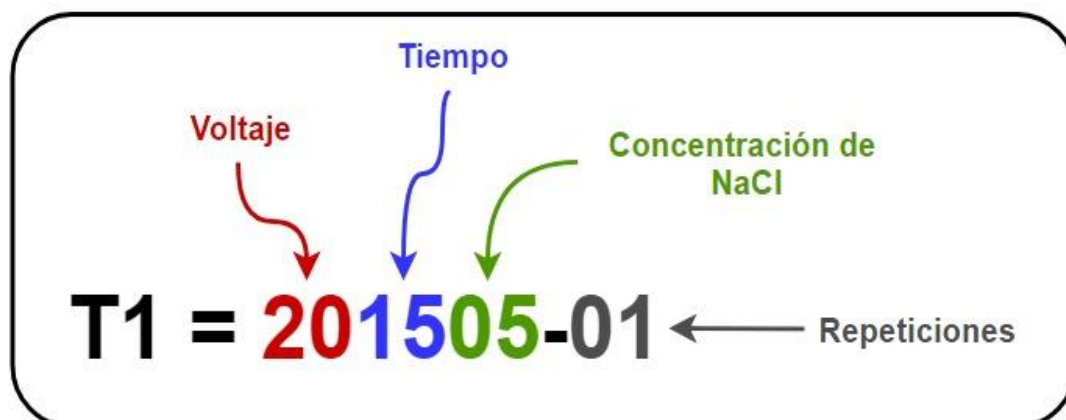 Tiempo
Voltaje
Concentración de
NaCl
T1 = 201505-01
Repeticiones